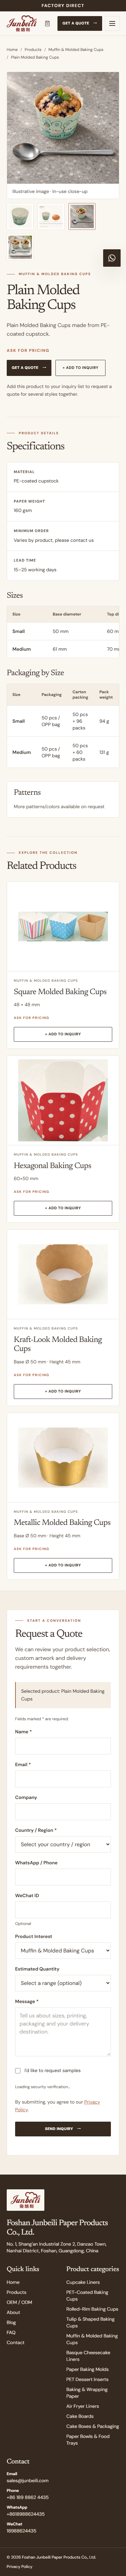 FACTORY DIRECT
GET A QUOTE →
Home / Products / Muffin & Molded Baking Cups
/ Plain Molded Baking Cups
Illustrative image · In-use close-up
MUFFIN & MOLDED BAKING CUPS
Plain Molded
Baking Cups
Plain Molded Baking Cups made from PE-
coated cupstock.
ASK FOR PRICING
GET A QUOTE →
+ ADD TO INQUIRY
Add this product to your inquiry list to request a
quote for several styles together.
PRODUCT DETAILS
Specifications
MATERIAL
PE-coated cupstock
PAPER WEIGHT
160 gsm
MINIMUM ORDER
Varies by product; please contact us
LEAD TIME
15–25 working days
Sizes
Size Base diameter Top di
Small 50 mm 60 m
Medium 61 mm 70 m
Packaging by Size
Size Packaging Carton packing Pack weight
Small 50 pcs / OPP bag 50 pcs × 96 packs 94 g
Medium 50 pcs / OPP bag 50 pcs × 60 packs 131 g
Patterns
More patterns/colors available on request
EXPLORE THE COLLECTION
Related Products
MUFFIN & MOLDED BAKING CUPS
Square Molded Baking Cups
48 × 48 mm
ASK FOR PRICING
+ ADD TO INQUIRY
MUFFIN & MOLDED BAKING CUPS
Hexagonal Baking Cups
60×50 mm
ASK FOR PRICING
+ ADD TO INQUIRY
MUFFIN & MOLDED BAKING CUPS
Kraft-Look Molded Baking
Cups
Base Ø 50 mm · Height 45 mm
ASK FOR PRICING
+ ADD TO INQUIRY
MUFFIN & MOLDED BAKING CUPS
Metallic Molded Baking Cups
Base Ø 50 mm · Height 45 mm
ASK FOR PRICING
+ ADD TO INQUIRY
START A CONVERSATION
Request a Quote
We can review your product selection,
custom artwork and delivery
requirements together.
Selected product: Plain Molded Baking
Cups
Fields marked * are required.
Name *
Email *
Company
Country / Region *
Select your country / region
WhatsApp / Phone
WeChat ID
Optional
Product Interest
Muffin & Molded Baking Cups
Estimated Quantity
Select a range (optional)
Message *
Tell us about sizes, printing,
packaging, quantity and
destination.
I'd like to request samples
Loading security verification…
By submitting, you agree to our Privacy
Policy.
SEND INQUIRY →
Foshan Junbeili Paper Products
Co., Ltd.
No. 1, Shang'an Industrial Zone 2, Dansao Town,
Nanhai District, Foshan, Guangdong, China
Quick links
Home
Products
OEM / ODM
About
Blog
FAQ
Contact
Product categories
Cupcake Liners
PET-Coated Baking
Cups
Rolled-Rim Baking Cups
Tulip & Shaped Baking
Cups
Muffin & Molded Baking
Cups
Basque Cheesecake
Liners
Paper Baking Molds
PET Dessert Inserts
Baking & Wrapping
Paper
Air Fryer Liners
Cake Boards
Cake Boxes & Packaging
Paper Bowls & Food
Trays
Contact
Email
sales@junbeili.com
Phone
+86 189 8862 4435
WhatsApp
+8618988624435
WeChat
18988624435
© 2026 Foshan Junbeili Paper Products Co., Ltd.
Privacy Policy